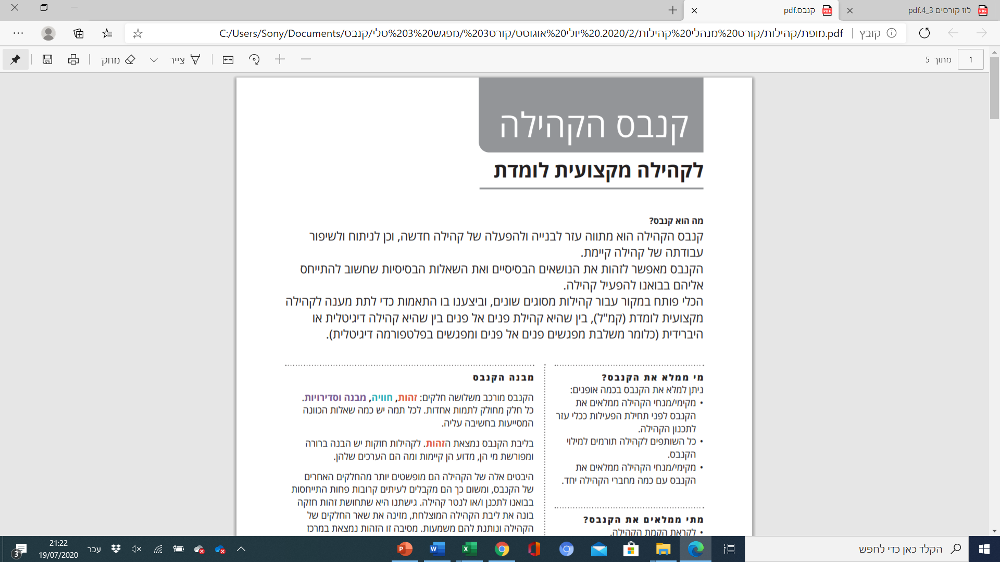 לוז קורסים 3_4.pdf
קנבס.pdf
קובץ
C:/Users/Sony/Documents/מופת/קהילות/קורס%20מנהלי%20קהילות/2020/2.%20יולי%20אוגוסט/קורס%203/מפגש%203%20טלי/קנבס.pdf
1
מתוך 5
צייר
מחק
קנבס הקהילה
לקהילה מקצועית לומדת
מה הוא קנבס?
קנבס הקהילה הוא מתווה עזר לבנייה ולהפעלה של קהילה חדשה, וכן לניתוח ולשיפור
עבודתה של קהילה קיימת.
הקנבס מאפשר לזהות את הנושאים הבסיסיים ואת השאלות הבסיסיות שחשוב להתייחס
אליהם בבואנו להפעיל קהילה.
הכלי פותח במקור עבור קהילות מסוגים שונים, וביצענו בו התאמות כדי לתת מענה לקהילה
מקצועית לומדת (קמ"ל), בין שהיא קהילת פנים אל פנים בין שהיא קהילה דיגיטלית או
היברידית (כלומר משלבת מפגשים פנים אל פנים ומפגשים בפלטפורמה דיגיטלית).
מי ממלא את הקנבס?
ניתן למלא את הקנבס בכמה אופנים:
• מקימי/מנחי הקהילה ממלאים את
הקנבס לפני תחילת הפעילות ככלי עזר
לתכנון הקהילה.
• כל השותפים לקהילה תורמים למילוי
הקנבס.
• מקימי/מנחי הקהילה ממלאים את
הקנבס עם כמה מחברי הקהילה יחד.
מתי ממלאים את הקנבס?
• לקראת הקמת הקהילה.
מבנה הקנבס
הקנבס מורכב משלושה חלקים: זהות, חוויה, מבנה וסדירויות.
כל חלק מחולק לתמות אחדות. לכל תמה יש כמה שאלות הכוונה
המסייעות בחשיבה עליה.
בליבת הקנבס נמצאת הזהות. לקהילות חזקות יש הבנה ברורה
ומפורשת מי הן, מדוע הן קיימות ומה הם הערכים שלהן.
היבטים אלה של הקהילה הם מופשטים יותר מהחלקים האחרים
של הקנבס, ומשום כך הם מקבלים לעיתים קרובות פחות התייחסות
בבואנו לתכנן ו/או לנטר קהילה. גישתנו היא שתחושת זהות חזקה
בונה את ליבת הקהילה המוצלחת, מזינה את שאר החלקים של
הקהילה ונותנת להם משמעות. מסיבה זו הזהות נמצאת במרכז
הקלד כאן כדי לחפש
עבר
21:22
19/07/2020
3